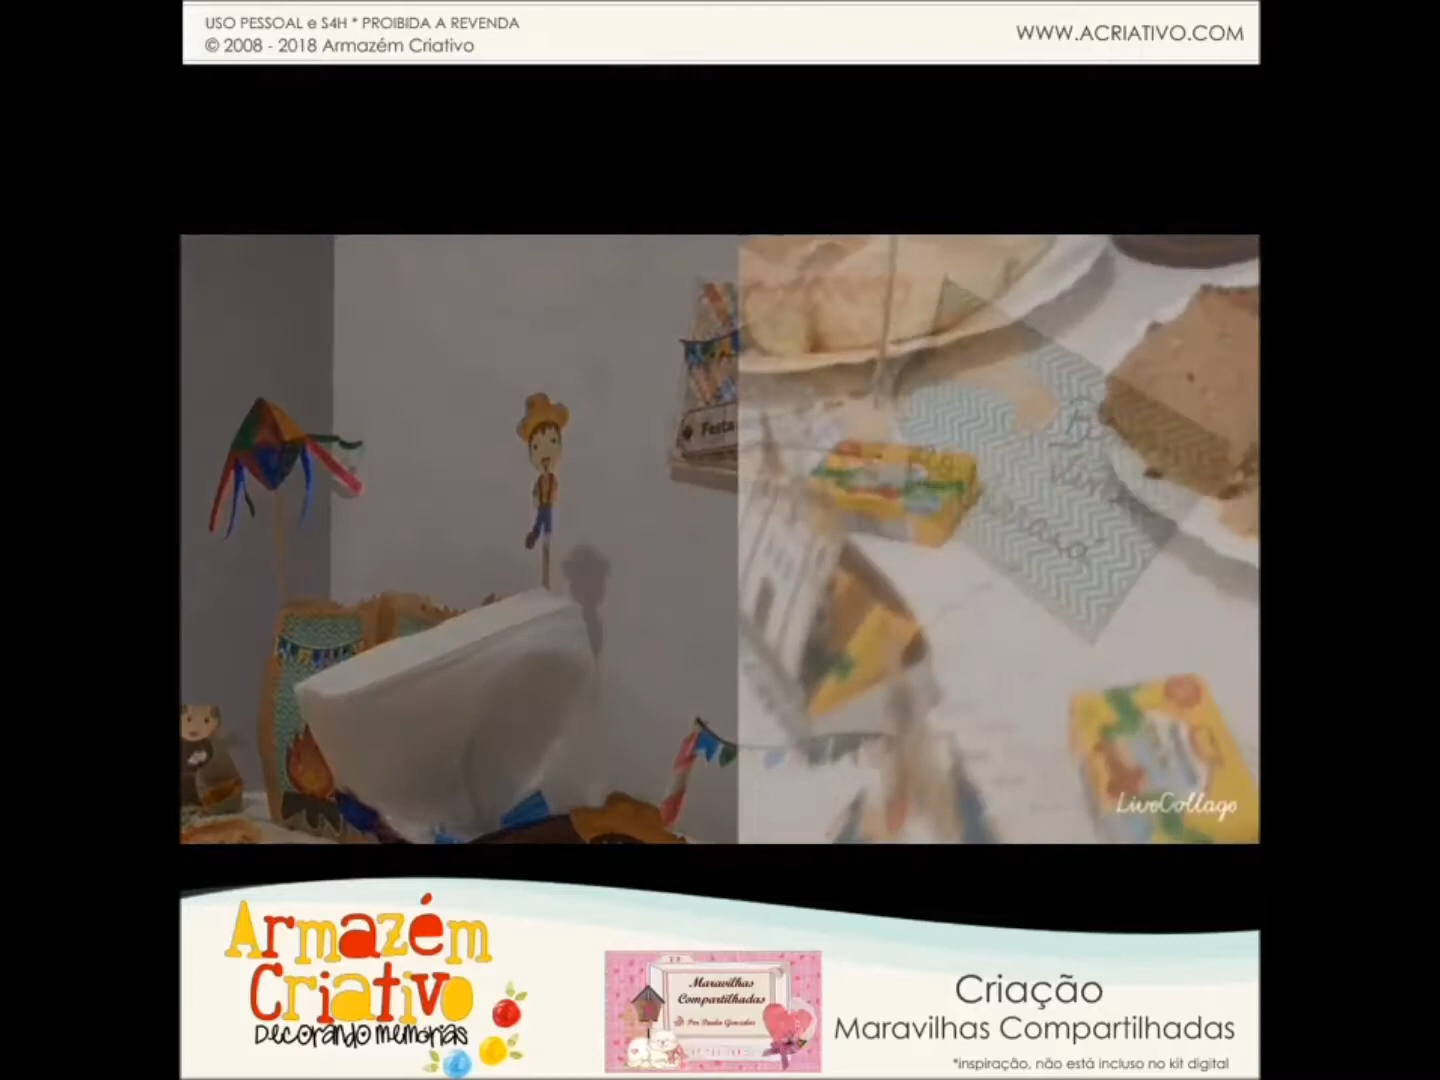 USO PESSOAL e S4H * PROIBIDA A REVENDA
© 2008 - 2018 Armazém Criativo
WWW.ACRIATIVO.COM
Festa
LiveCollage
Armazém
Criativo
Decorando memórias
Maravilhas
Compartilhadas
Criação
Maravilhas Compartilhadas
*inspiração, não está incluso no kit digital